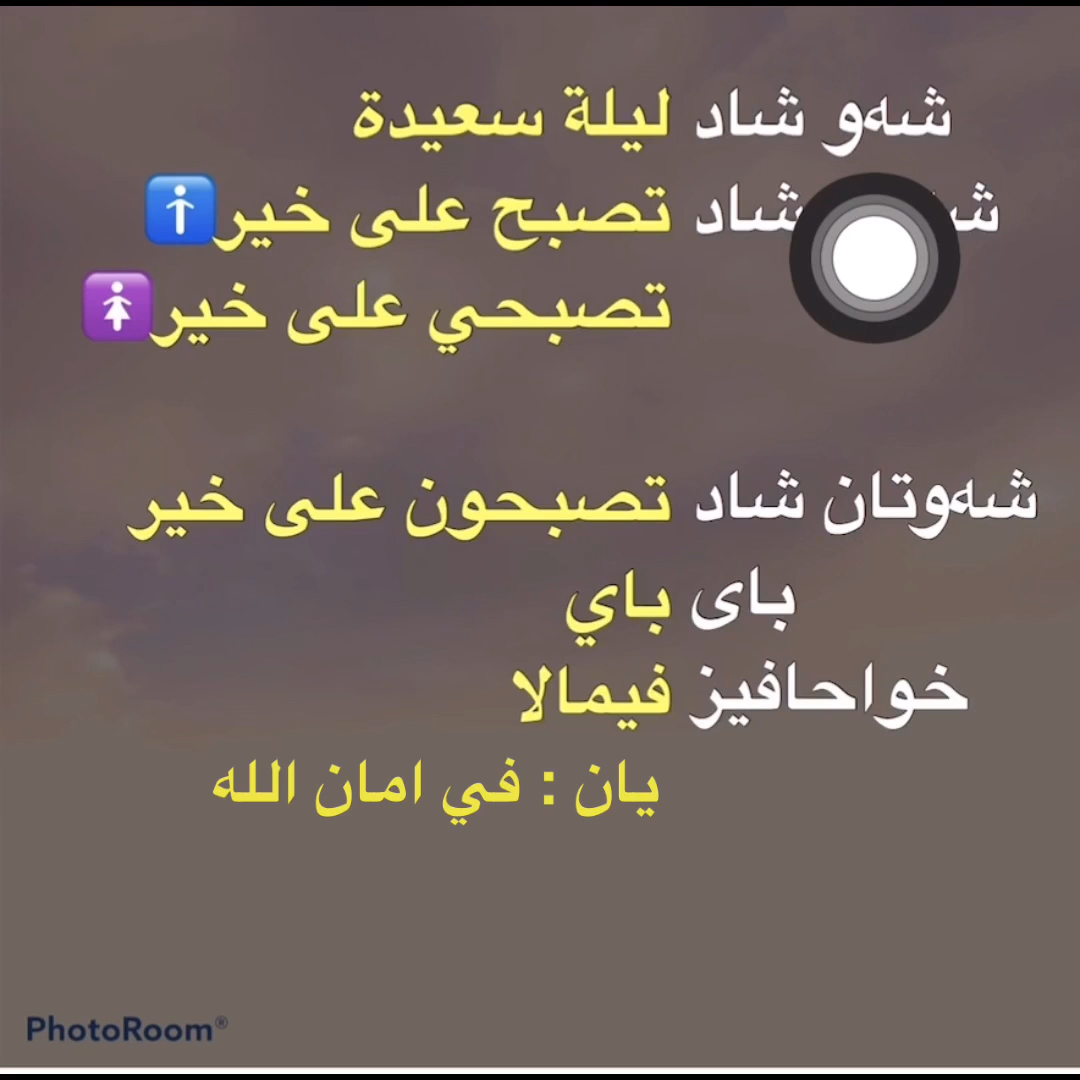 شەو شاد ليلة سعيدة
شاد تصبح على خير
تصبحي على خير
شەوتان شاد تصبحون على خير
بای باي
خواحافیز فيمالا
يان : في امان الله
PhotoRoom®